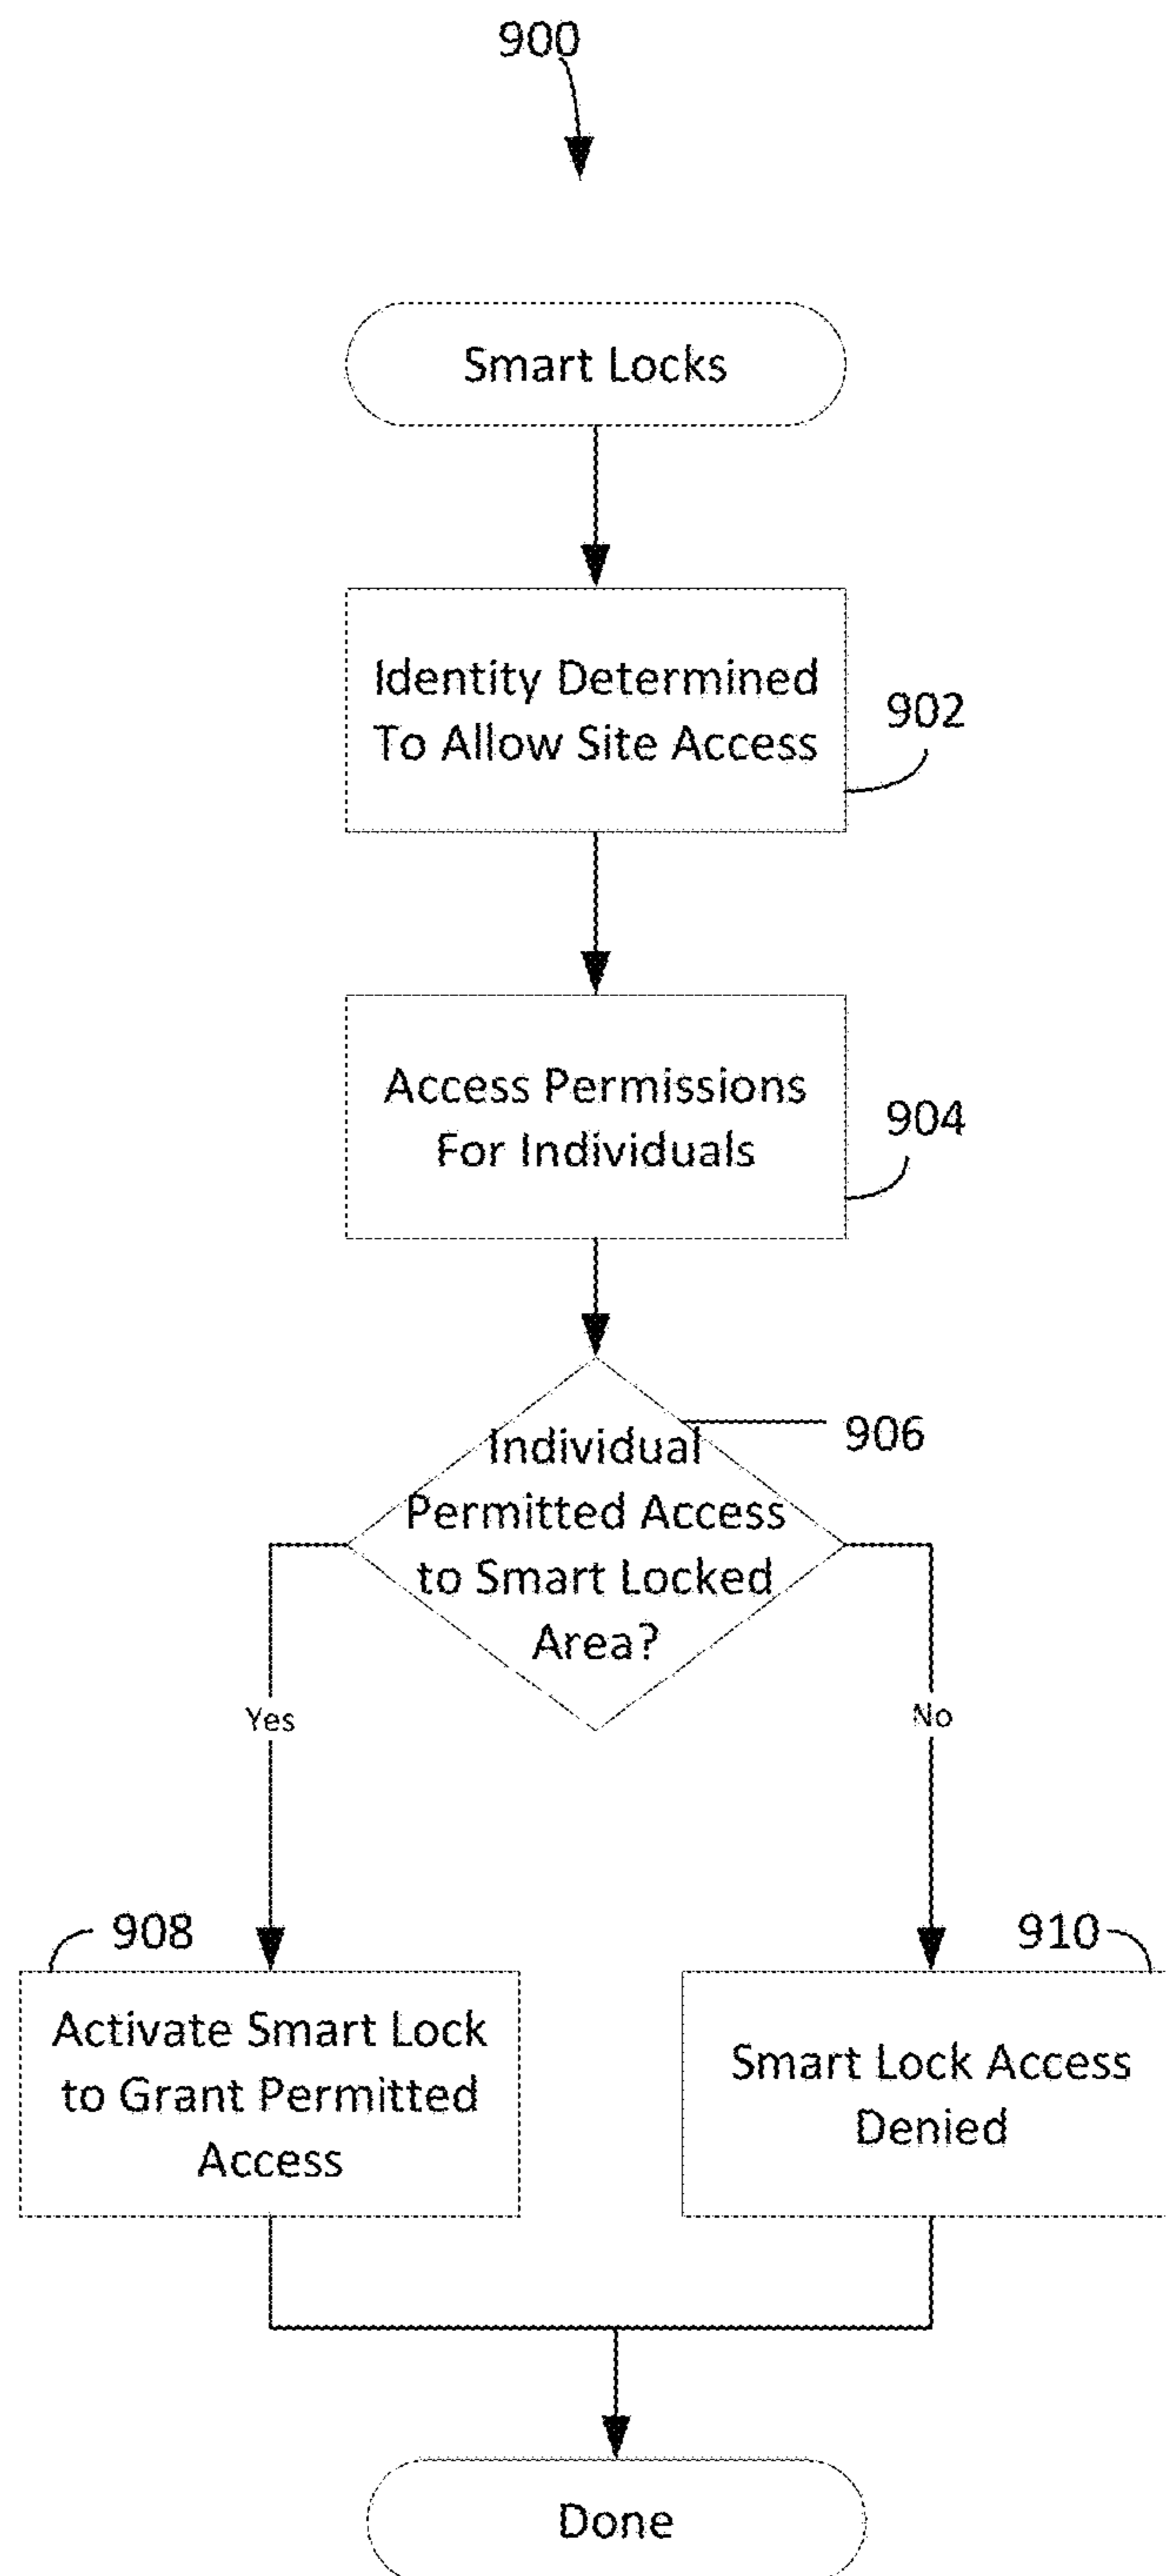 900
Smart Locks
Identity Determined
To Allow Site Access
902
Access Permissions
For Individuals
904
906
Individual
Permitted Access
to Smart Locked
Area?
Yes
No
908
910
Activate Smart Lock
to Grant Permitted
Access
Smart Lock Access
Denied
Done